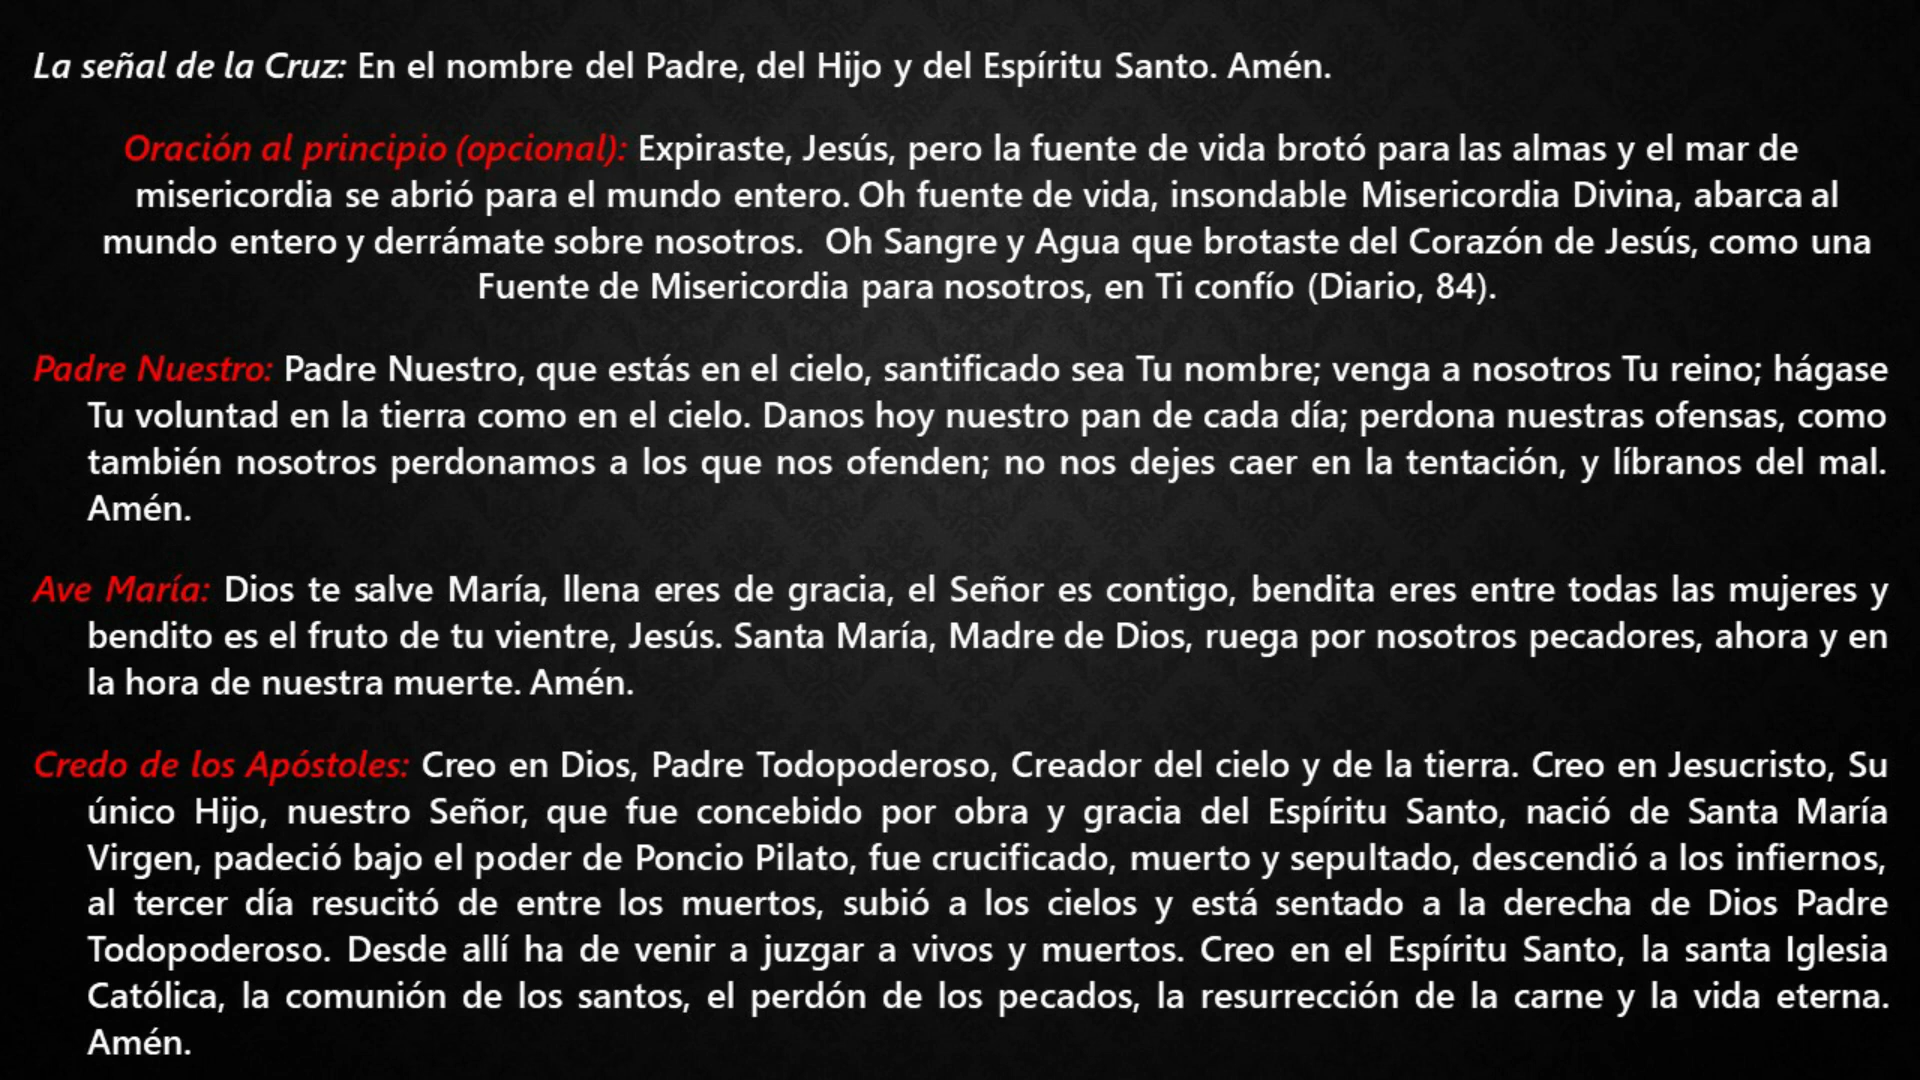 La señal de la Cruz: En el nombre del Padre, del Hijo y del Espíritu Santo. Amén.
Oración al principio (opcional): Expiraste, Jesús, pero la fuente de vida brotó para las almas y el mar de
misericordia se abrió para el mundo entero. Oh fuente de vida, insondable Misericordia Divina, abarca al
mundo entero y derrámate sobre nosotros.  Oh Sangre y Agua que brotaste del Corazón de Jesús, como una
Fuente de Misericordia para nosotros, en Ti confío (Diario, 84).
Padre Nuestro: Padre Nuestro, que estás en el cielo, santificado sea Tu nombre; venga a nosotros Tu reino; hágase
Tu voluntad en la tierra como en el cielo. Danos hoy nuestro pan de cada día; perdona nuestras ofensas, como
también nosotros perdonamos a los que nos ofenden; no nos dejes caer en la tentación, y líbranos del mal.
Amén.
Ave María: Dios te salve María, llena eres de gracia, el Señor es contigo, bendita eres entre todas las mujeres y
bendito es el fruto de tu vientre, Jesús. Santa María, Madre de Dios, ruega por nosotros pecadores, ahora y en
la hora de nuestra muerte. Amén.
Credo de los Apóstoles: Creo en Dios, Padre Todopoderoso, Creador del cielo y de la tierra. Creo en Jesucristo, Su
único Hijo, nuestro Señor, que fue concebido por obra y gracia del Espíritu Santo, nació de Santa María
Virgen, padeció bajo el poder de Poncio Pilato, fue crucificado, muerto y sepultado, descendió a los infiernos,
al tercer día resucitó de entre los muertos, subió a los cielos y está sentado a la derecha de Dios Padre
Todopoderoso. Desde allí ha de venir a juzgar a vivos y muertos. Creo en el Espíritu Santo, la santa Iglesia
Católica, la comunión de los santos, el perdón de los pecados, la resurrección de la carne y la vida eterna.
Amén.